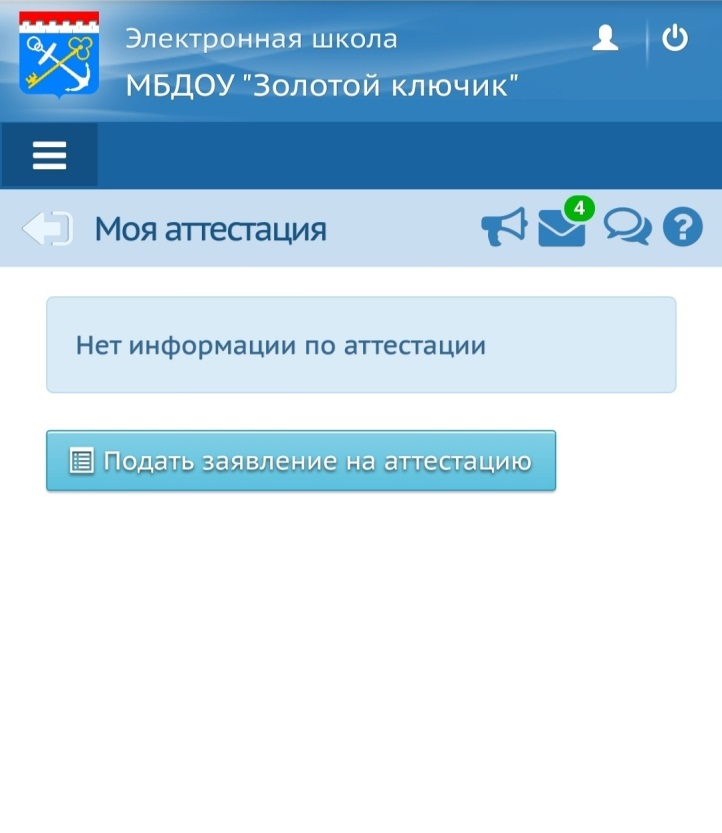 Электронная школа
МБДОУ "Золотой ключик"
Моя аттестация
4
?
Нет информации по аттестации
Подать заявление на аттестацию